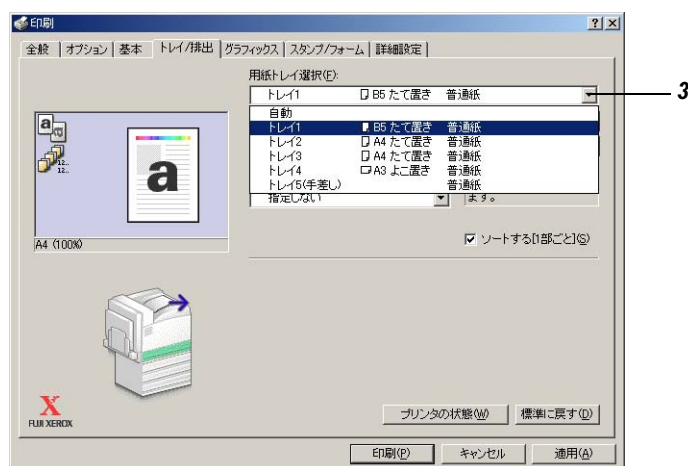 印刷
全般 オプション 基本 トレイ/排出 グラフィックス スタンプ/フォーム 詳細設定
用紙トレイ選択(F):
トレイ1 B5 たて置き 普通紙
3
自動
トレイ1 B5 たて置き 普通紙
トレイ2 A4 たて置き 普通紙
トレイ3 A4 たて置き 普通紙
トレイ4 A3 よこ置き 普通紙
トレイ5(手差し) 普通紙
指定しない ます。
a a
12..
12..
a
A4 (100%)
ソートする[1部ごと](S)
X
FUJI XEROX
プリンタの状態(W) 標準に戻す(D)
印刷(P) キャンセル 適用(A)